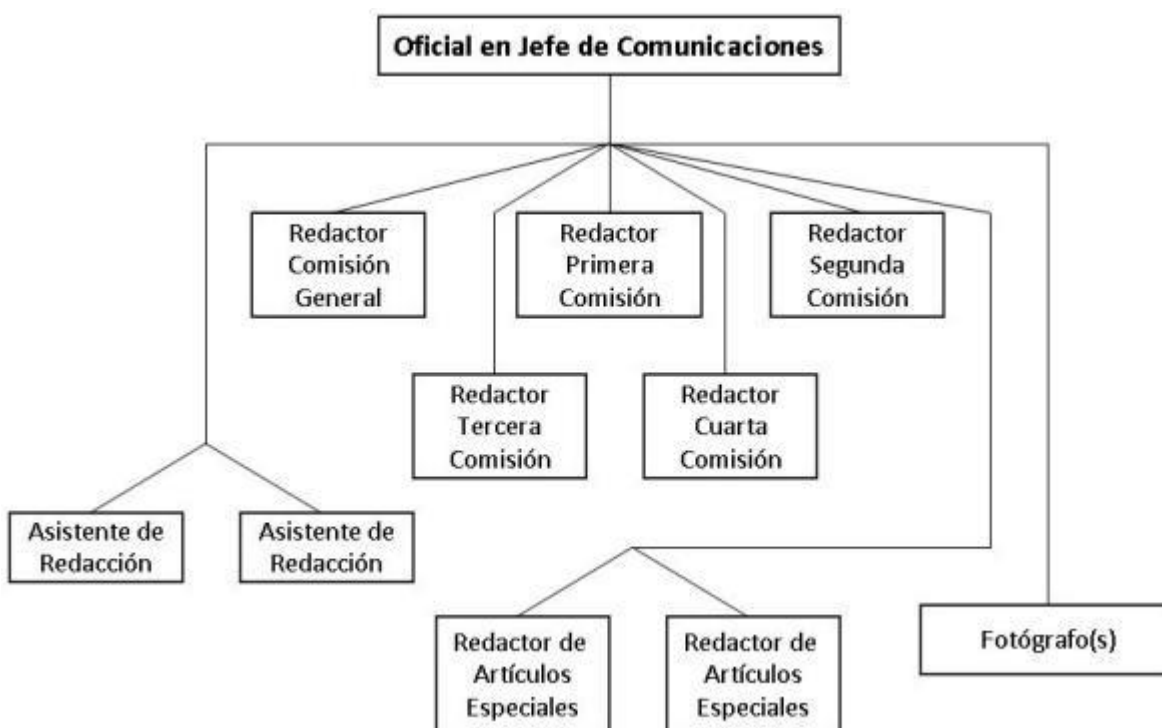 Oficial en Jefe de Comunicaciones
Redactor
Comisión
General
Redactor
Primera
Comisión
Redactor
Segunda
Comisión
Redactor
Tercera
Comisión
Redactor
Cuarta
Comisión
Asistente de
Redacción
Asistente de
Redacción
Redactor de
Artículos
Especiales
Redactor de
Artículos
Especiales
Fotógrafo(s)